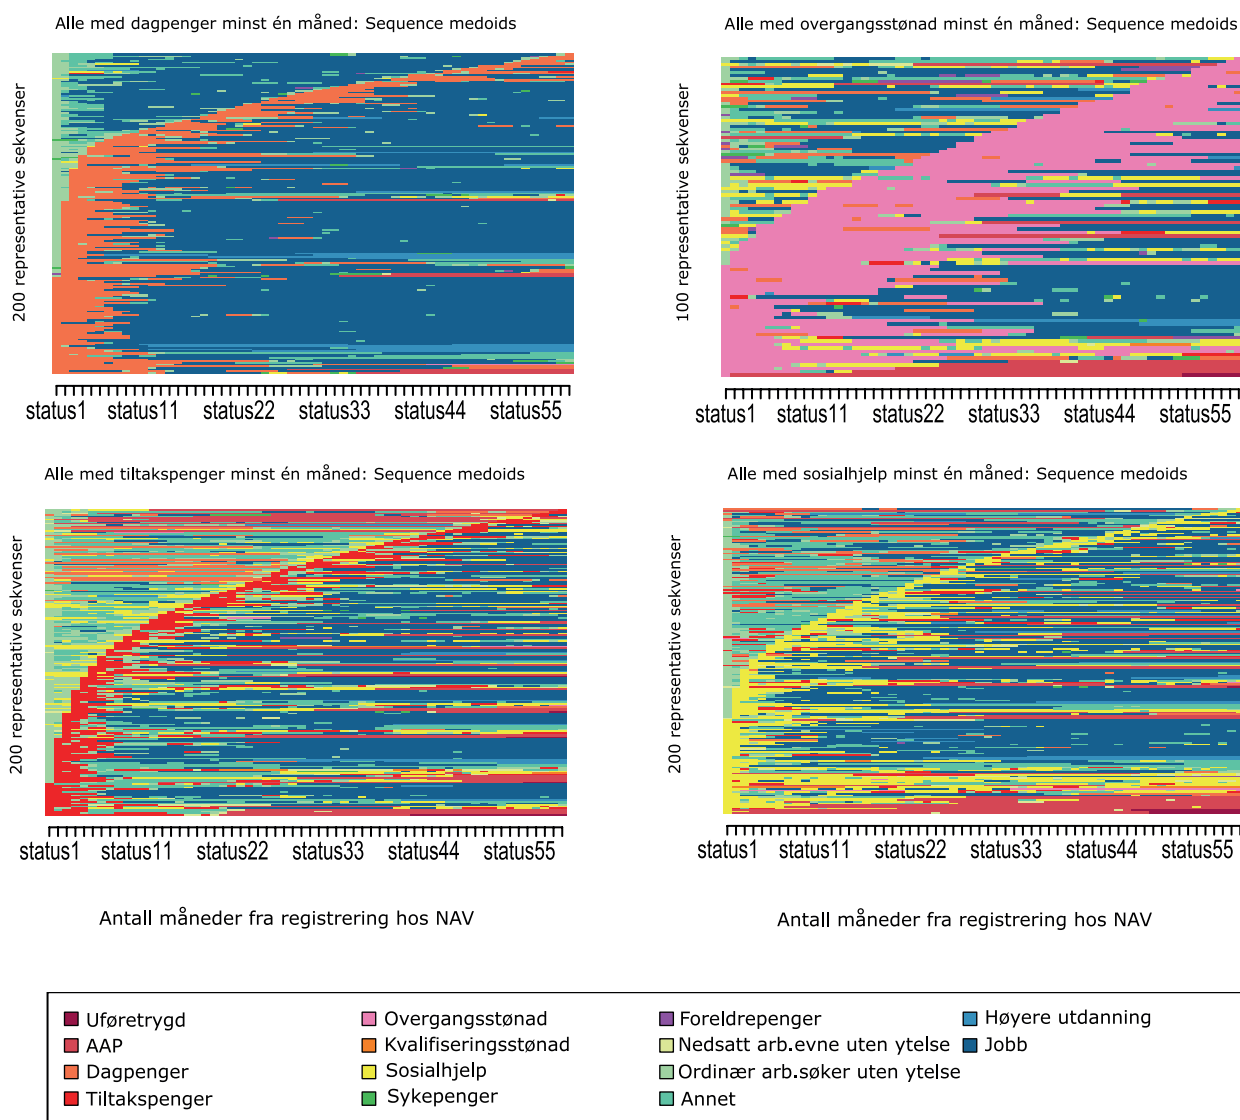 Alle med dagpenger minst én måned: Sequence medoids
200 representative sekvenser
status1 status11 status22 status33 status44 status55
Alle med overgangsstønad minst én måned: Sequence medoids
100 representative sekvenser
status1 status11 status22 status33 status44 status55
Alle med tiltakspenger minst én måned: Sequence medoids
200 representative sekvenser
status1 status11 status22 status33 status44 status55
Antall måneder fra registrering hos NAV
Alle med sosialhjelp minst én måned: Sequence medoids
200 representative sekvenser
status1 status11 status22 status33 status44 status55
Antall måneder fra registrering hos NAV
Uføretrygd
AAP
Dagpenger
Tiltakspenger
Overgangsstønad
Kvalifiseringsstønad
Sosialhjelp
Sykepenger
Foreldrepenger
Nedsatt arb.evne uten ytelse
Ordinær arb.søker uten ytelse
Annet
Høyere utdanning
Jobb